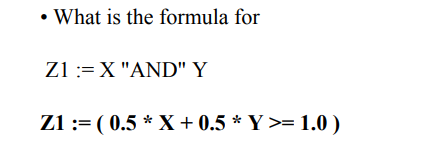 • What is the formula for
Z1 := X "AND" Y
Z1 := ( 0.5 * X + 0.5 * Y >= 1.0 )